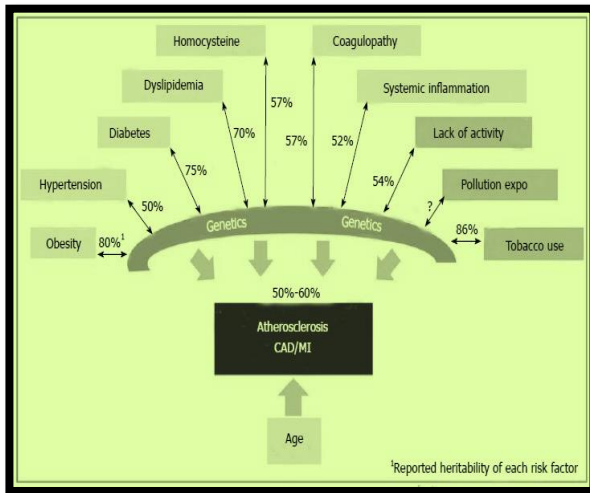 Homocysteine
Coagulopathy
Dyslipidemia
Systemic inflammation
57%
70%
57%
52%
Diabetes
Lack of activity
75%
54%
Hypertension
Pollution expo
50%
?
Genetics
Genetics
Obesity
80%¹
86%
Tobacco use
50%-60%
Atherosclerosis
CAD/MI
Age
¹Reported heritability of each risk factor